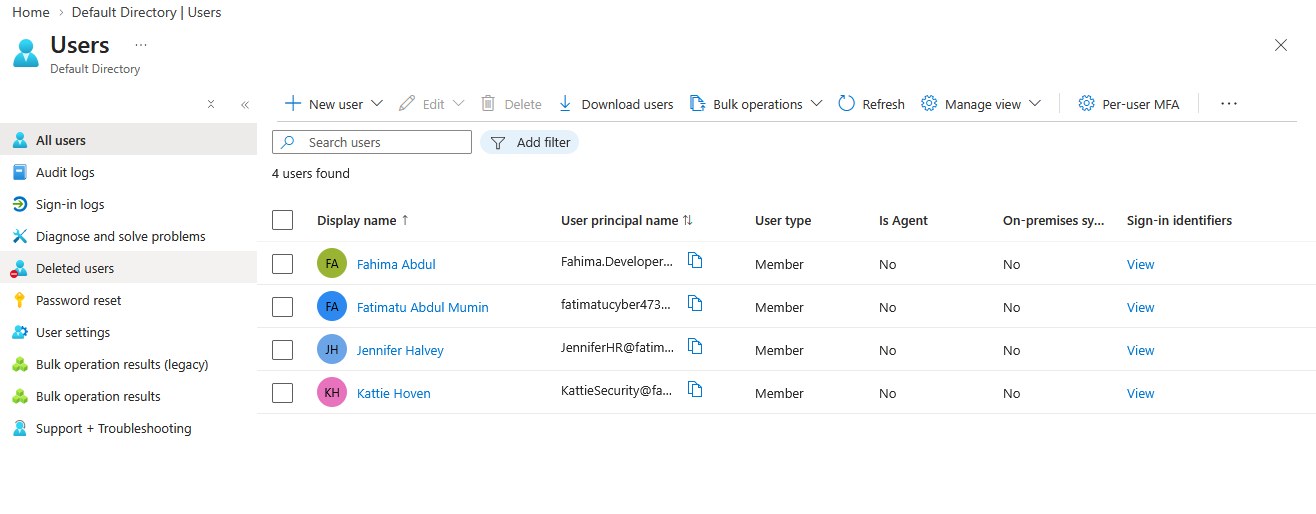 Home > Default Directory | Users
Users ...
Default Directory
New user Edit Delete Download users Bulk operations Refresh Manage view Per-user MFA ...
All users
Audit logs
Sign-in logs
Diagnose and solve problems
Deleted users
Password reset
User settings
Bulk operation results (legacy)
Bulk operation results
Support + Troubleshooting
Search users Add filter
4 users found
Display name ↑ User principal name ↑↓ User type Is Agent On-premises sy... Sign-in identifiers
FA Fahima Abdul Fahima.Developer... Member No No View
FA Fatimatu Abdul Mumin fatimatucyber473... Member No No View
JH Jennifer Halvey JenniferHR@fatim... Member No No View
KH Kattie Hoven KattieSecurity@fa... Member No No View